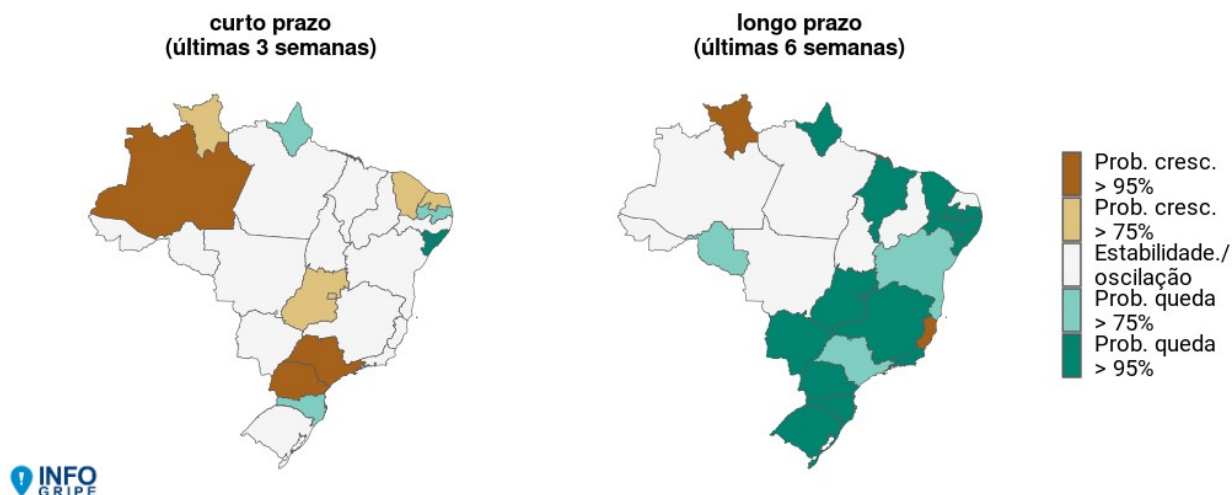 curto prazo
(últimas 3 semanas)
longo prazo
(últimas 6 semanas)
Prob. cresc.
> 95%
Prob. cresc.
> 75%
Estabilidade./
oscilação
Prob. queda
> 75%
Prob. queda
> 95%
INFO
GRIPE